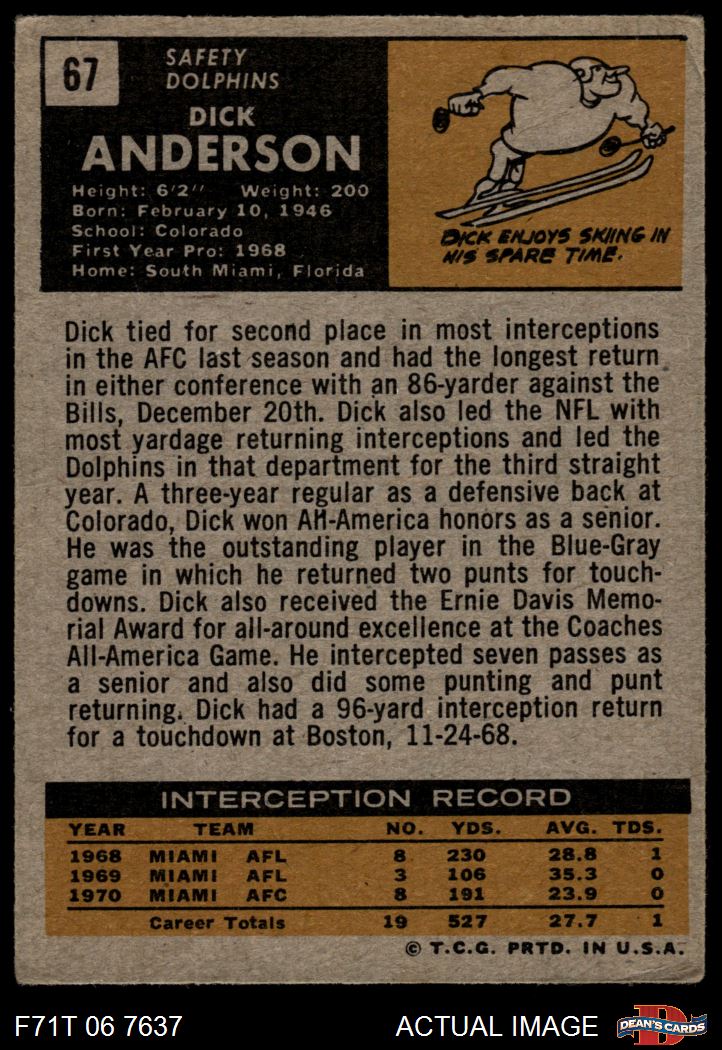 67
SAFETY
DOLPHINS
DICK
ANDERSON
Height: 6'2" Weight: 200
Born: February 10, 1946
School: Colorado
First Year Pro: 1968
Home: South Miami, Florida
DICK ENJOYS SKIING IN
HIS SPARE TIME.
Dick tied for second place in most interceptions
in the AFC last season and had the longest return
in either conference with an 86-yarder against the
Bills, December 20th. Dick also led the NFL with
most yardage returning interceptions and led the
Dolphins in that department for the third straight
year. A three-year regular as a defensive back at
Colorado, Dick won All-America honors as a senior.
He was the outstanding player in the Blue-Gray
game in which he returned two punts for touch-
downs. Dick also received the Ernie Davis Memo-
rial Award for all-around excellence at the Coaches
All-America Game. He intercepted seven passes as
a senior and also did some punting and punt
returning. Dick had a 96-yard interception return
for a touchdown at Boston, 11-24-68.
INTERCEPTION RECORD
YEAR TEAM NO. YDS. AVG. TDS.
1968 MIAMI AFL 8 230 28.8 1
1969 MIAMI AFL 3 106 35.3 0
1970 MIAMI AFC 8 191 23.9 0
Career Totals 19 527 27.7 1
© T.C.G. PRTD. IN U.S.A.
F71T 06 7637 ACTUAL IMAGE D DEAN'S CARDS